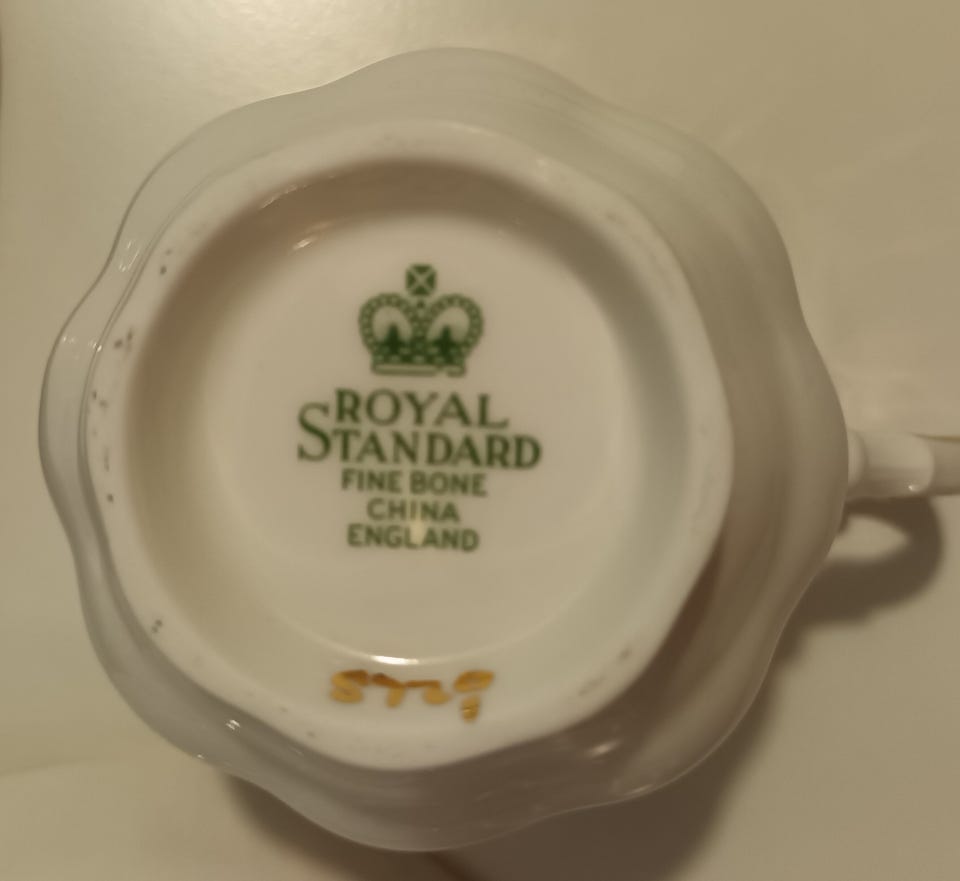 ROYAL
STANDARD
FINE BONE
CHINA
ENGLAND